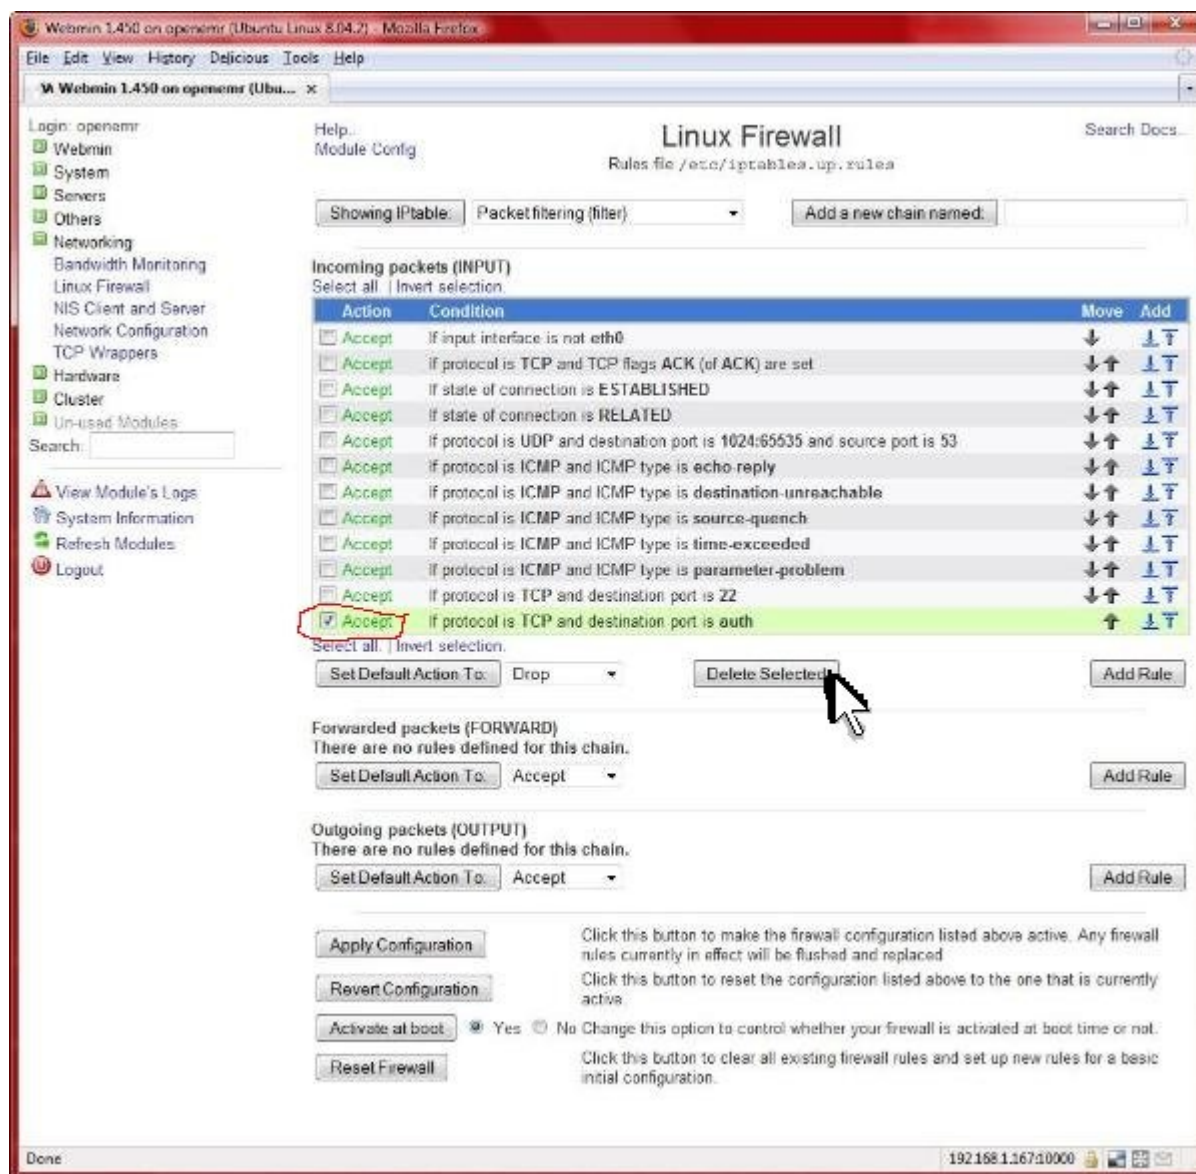 Webmin 1.450 on openemr (Ubuntu Linux 8.04.2) - Mozilla Firefox
File Edit View History Delicious Tools Help
Webmin 1.450 on openemr (Ubu... ×
Login: openemr
Webmin
System
Servers
Others
Networking
Bandwidth Monitoring
Linux Firewall
NIS Client and Server
Network Configuration
TCP Wrappers
Hardware
Cluster
Un-used Modules
Search:
View Module's Logs
System Information
Refresh Modules
Logout
Help..
Module Config
Linux Firewall
Rules file /etc/iptables.up.rules
Search Docs..
Showing IPtable: Packet filtering (filter) Add a new chain named:
Incoming packets (INPUT)
Select all. | Invert selection.
Action Condition Move Add
Accept If input interface is not eth0
Accept If protocol is TCP and TCP flags ACK (of ACK) are set
Accept If state of connection is ESTABLISHED
Accept If state of connection is RELATED
Accept If protocol is UDP and destination port is 1024:65535 and source port is 53
Accept If protocol is ICMP and ICMP type is echo-reply
Accept If protocol is ICMP and ICMP type is destination-unreachable
Accept If protocol is ICMP and ICMP type is source-quench
Accept If protocol is ICMP and ICMP type is time-exceeded
Accept If protocol is ICMP and ICMP type is parameter-problem
Accept If protocol is TCP and destination port is 22
Accept If protocol is TCP and destination port is auth
Select all. | Invert selection.
Set Default Action To: Drop Delete Selected Add Rule
Forwarded packets (FORWARD)
There are no rules defined for this chain.
Set Default Action To: Accept Add Rule
Outgoing packets (OUTPUT)
There are no rules defined for this chain.
Set Default Action To: Accept Add Rule
Apply Configuration Click this button to make the firewall configuration listed above active. Any firewall
rules currently in effect will be flushed and replaced
Revert Configuration Click this button to reset the configuration listed above to the one that is currently
active
Activate at boot Yes No Change this option to control whether your firewall is activated at boot time or not.
Reset Firewall Click this button to clear all existing firewall rules and set up new rules for a basic
initial configuration.
Done 192.168.1.167:10000